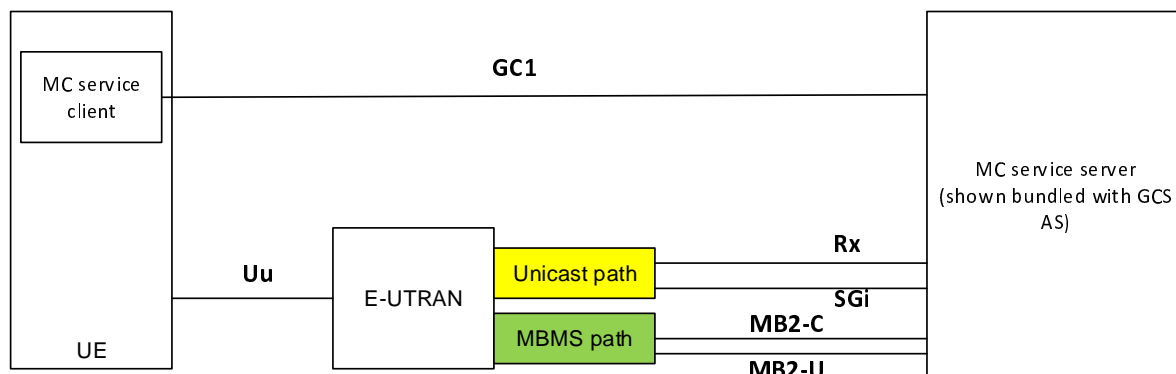 GC1
MC service
client
MC service server
(shown bundled with GCS
AS)
Rx
Uu
Unicast path
E-UTRAN
SGi
MB2-C
MBMS path
UE
MB2-U